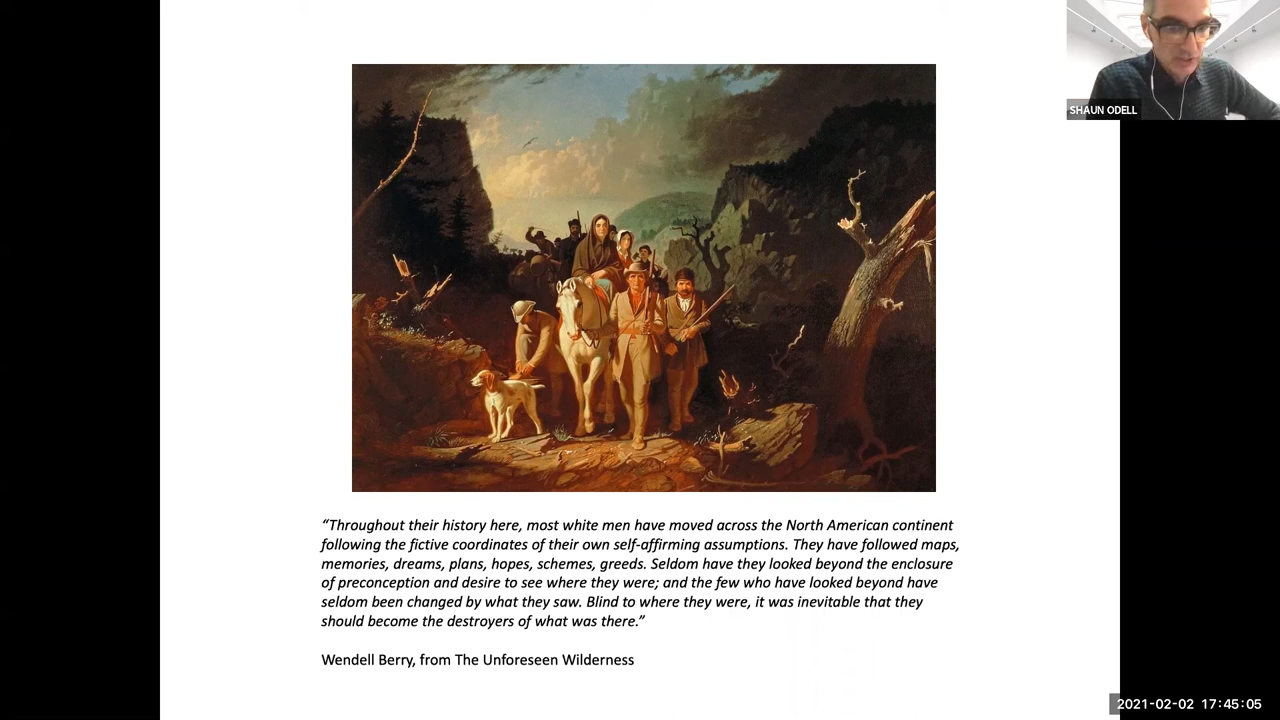 SHAUN ODELL
“Throughout their history here, most white men have moved across the North American continent
following the fictive coordinates of their own self-affirming assumptions. They have followed maps,
memories, dreams, plans, hopes, schemes, greeds. Seldom have they looked beyond the enclosure
of preconception and desire to see where they were; and the few who have looked beyond have
seldom been changed by what they saw. Blind to where they were, it was inevitable that they
should become the destroyers of what was there.”
Wendell Berry, from The Unforeseen Wilderness
2021-02-02 17:45:05